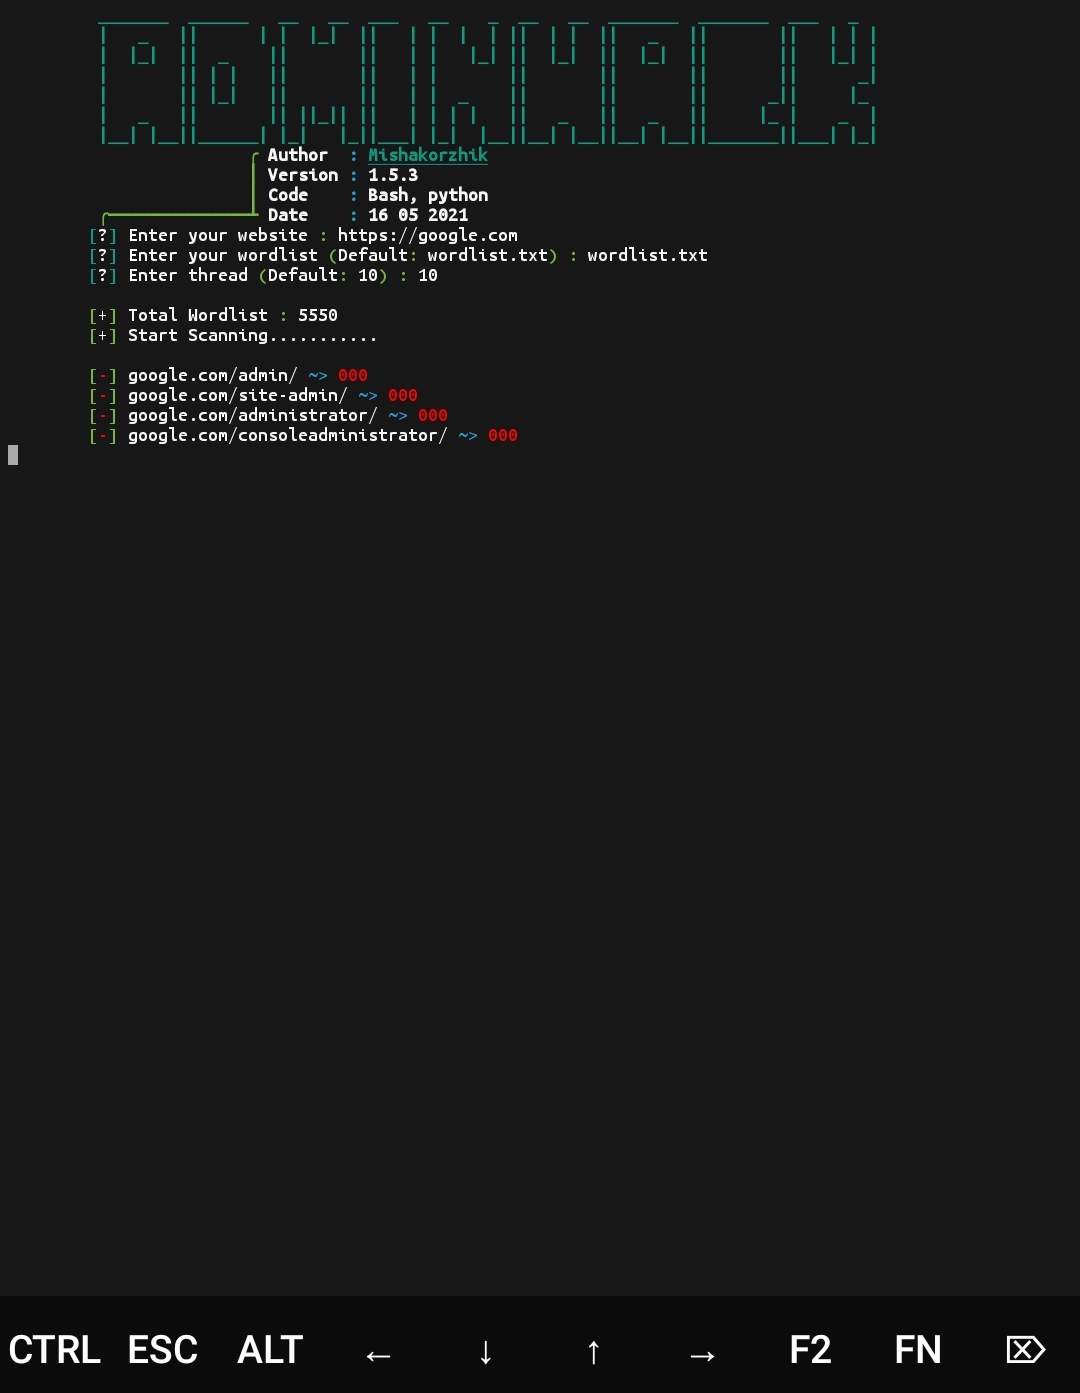 Author : Mishakorzhik
Version : 1.5.3
Code : Bash, python
Date : 16 05 2021
[?] Enter your website : https://google.com
[?] Enter your wordlist (Default: wordlist.txt) : wordlist.txt
[?] Enter thread (Default: 10) : 10
[+] Total Wordlist : 5550
[+] Start Scanning...........
[-] google.com/admin/ ~> 000
[-] google.com/site-admin/ ~> 000
[-] google.com/administrator/ ~> 000
[-] google.com/consoleadministrator/ ~> 000
CTRL ESC ALT ← ↓ ↑ → F2 FN ⌦